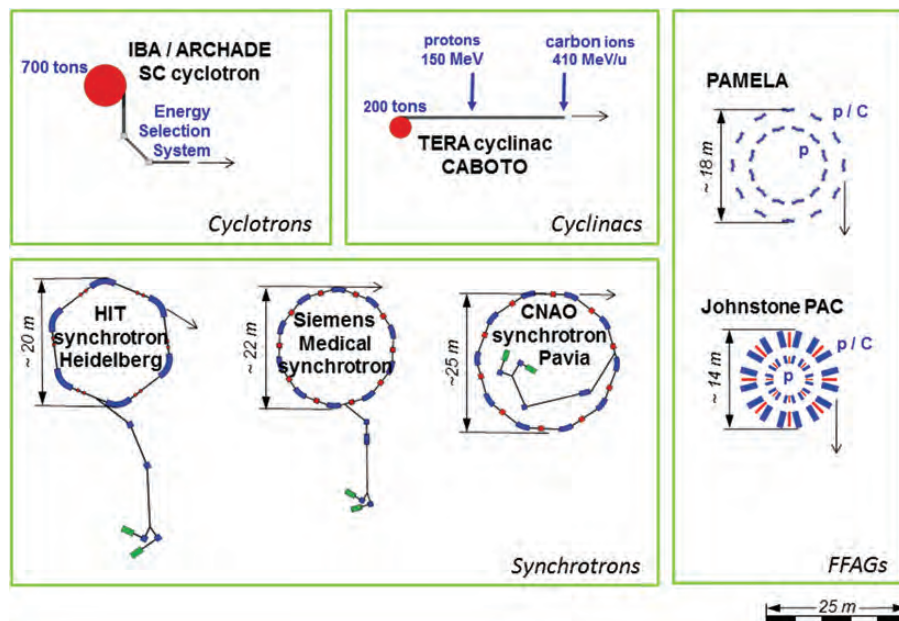 IBA / ARCHADE
SC cyclotron
700 tons
Energy
Selection
System
Cyclotrons
protons
150 MeV
carbon ions
410 MeV/u
200 tons
TERA cyclinac
CABOTO
Cyclinacs
PAMELA
p / C
p
~ 18 m
Johnstone PAC
p / C
p
~ 14 m
FFAGs
HIT
synchrotron
Heidelberg
~ 20 m
Siemens
Medical
synchrotron
~ 22 m
CNAO
synchrotron
Pavia
~25 m
Synchrotrons
25 m